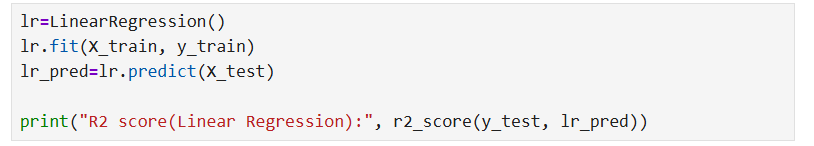 lr=LinearRegression()
lr.fit(X_train, y_train)
lr_pred=lr.predict(X_test)
print("R2 score(Linear Regression):", r2_score(y_test, lr_pred))